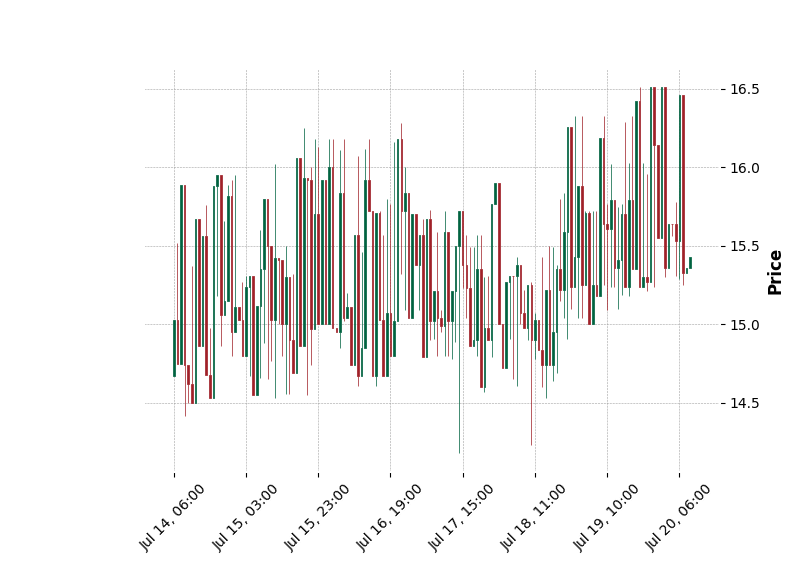 16.5
16.0
15.5
15.0
14.5
Price
Jul 14, 06:00
Jul 15, 03:00
Jul 15, 23:00
Jul 16, 19:00
Jul 17, 15:00
Jul 18, 11:00
Jul 19, 10:00
Jul 20, 06:00